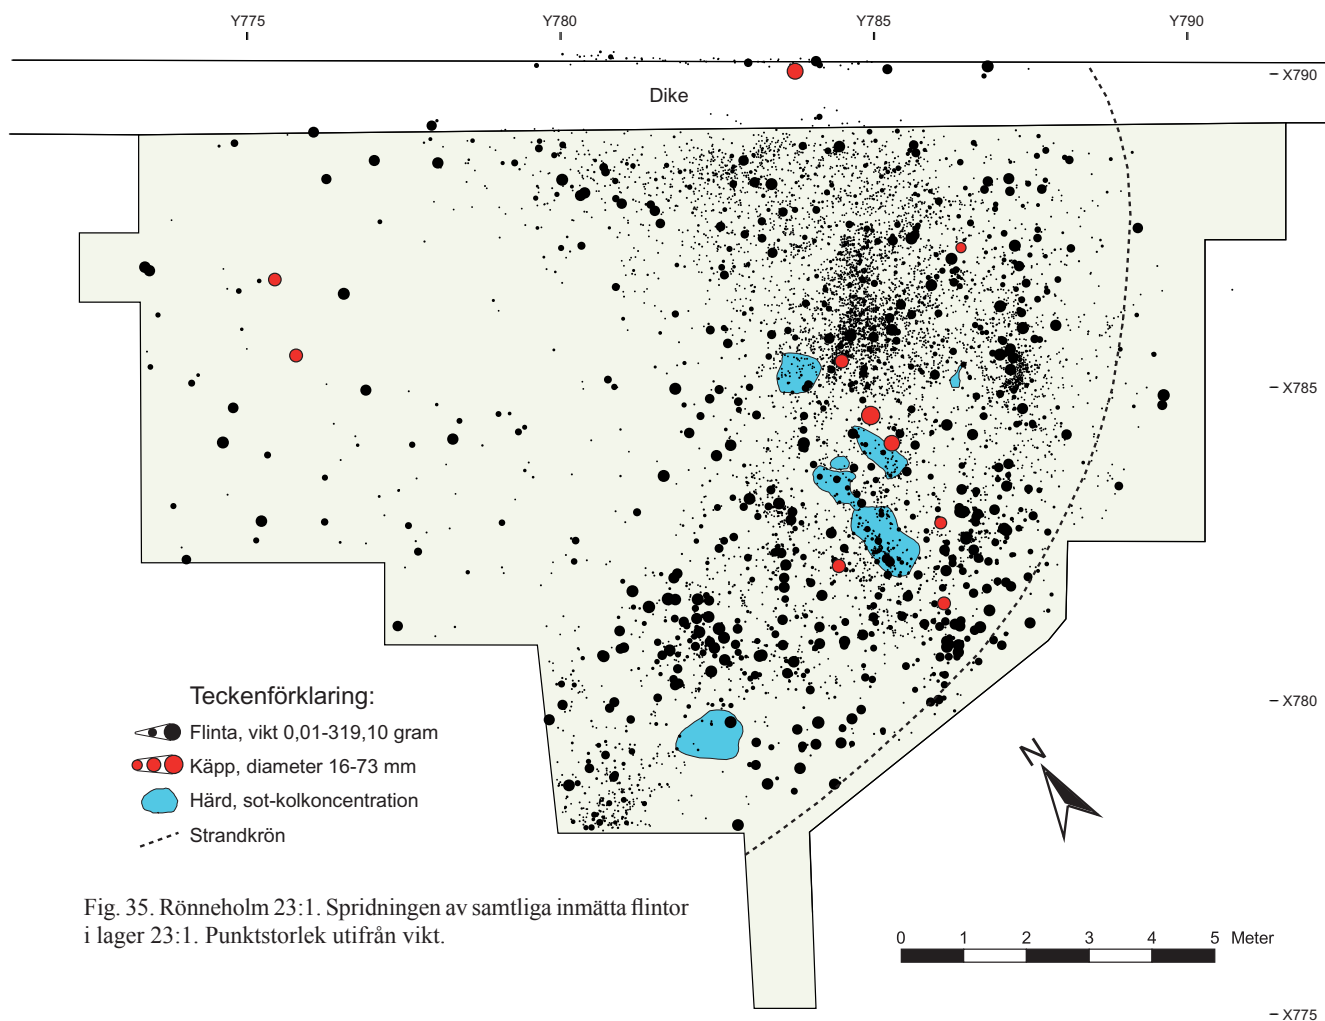 Y775
Y780
Y785
Y790
X790
Dike
X785
Teckenförklaring:
Flinta, vikt 0,01-319,10 gram
Käpp, diameter 16-73 mm
Härd, sot-kolkoncentration
Strandkrön
X780
N
Fig. 35. Rönneholm 23:1. Spridningen av samtliga inmätta flintor
i lager 23:1. Punktstorlek utifrån vikt.
0 1 2 3 4 5 Meter
X775